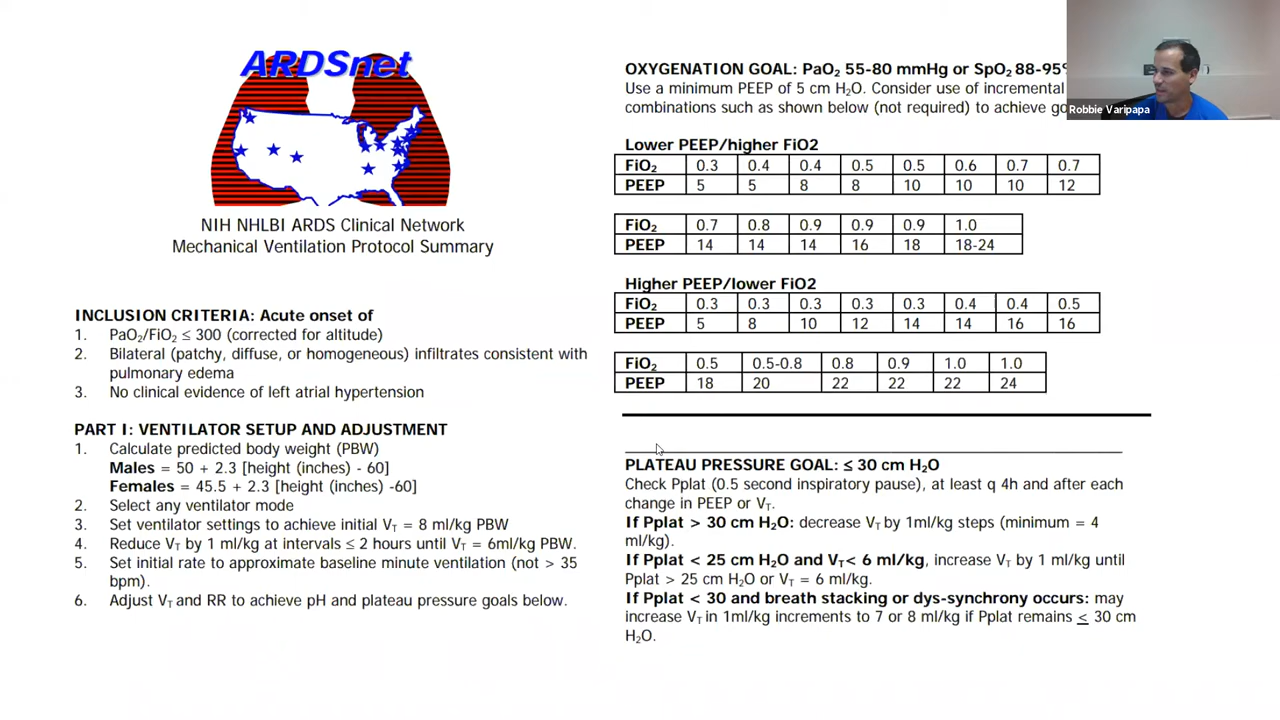 ARDSnet
NIH NHLBI ARDS Clinical Network
Mechanical Ventilation Protocol Summary
INCLUSION CRITERIA: Acute onset of
1. PaO₂/FiO₂ ≤ 300 (corrected for altitude)
2. Bilateral (patchy, diffuse, or homogeneous) infiltrates consistent with
pulmonary edema
3. No clinical evidence of left atrial hypertension
PART I: VENTILATOR SETUP AND ADJUSTMENT
1. Calculate predicted body weight (PBW)
Males = 50 + 2.3 [height (inches) - 60]
Females = 45.5 + 2.3 [height (inches) -60]
2. Select any ventilator mode
3. Set ventilator settings to achieve initial VT = 8 ml/kg PBW
4. Reduce VT by 1 ml/kg at intervals ≤ 2 hours until VT = 6ml/kg PBW.
5. Set initial rate to approximate baseline minute ventilation (not > 35
bpm).
6. Adjust VT and RR to achieve pH and plateau pressure goals below.
OXYGENATION GOAL: PaO₂ 55-80 mmHg or SpO₂ 88-95
Use a minimum PEEP of 5 cm H₂O. Consider use of incremental
combinations such as shown below (not required) to achieve
Lower PEEP/higher FiO2
FiO₂ 0.3 0.4 0.4 0.5 0.5 0.6 0.7 0.7
PEEP 5 5 8 8 10 10 10 12
FiO₂ 0.7 0.8 0.9 0.9 0.9 1.0
PEEP 14 14 14 16 18 18-24
Higher PEEP/lower FiO2
FiO₂ 0.3 0.3 0.3 0.3 0.3 0.4 0.4 0.5
PEEP 5 8 10 12 14 14 16 16
FiO₂ 0.5 0.5-0.8 0.8 0.9 1.0 1.0
PEEP 18 20 22 22 22 24
PLATEAU PRESSURE GOAL: ≤ 30 cm H₂O
Check Pplat (0.5 second inspiratory pause), at least q 4h and after each
change in PEEP or VT.
If Pplat > 30 cm H₂O: decrease VT by 1ml/kg steps (minimum = 4
ml/kg).
If Pplat < 25 cm H₂O and VT< 6 ml/kg, increase VT by 1 ml/kg until
Pplat > 25 cm H₂O or VT = 6 ml/kg.
If Pplat < 30 and breath stacking or dys-synchrony occurs: may
increase VT in 1ml/kg increments to 7 or 8 ml/kg if Pplat remains ≤ 30 cm
H₂O.
Robbie Varipapa